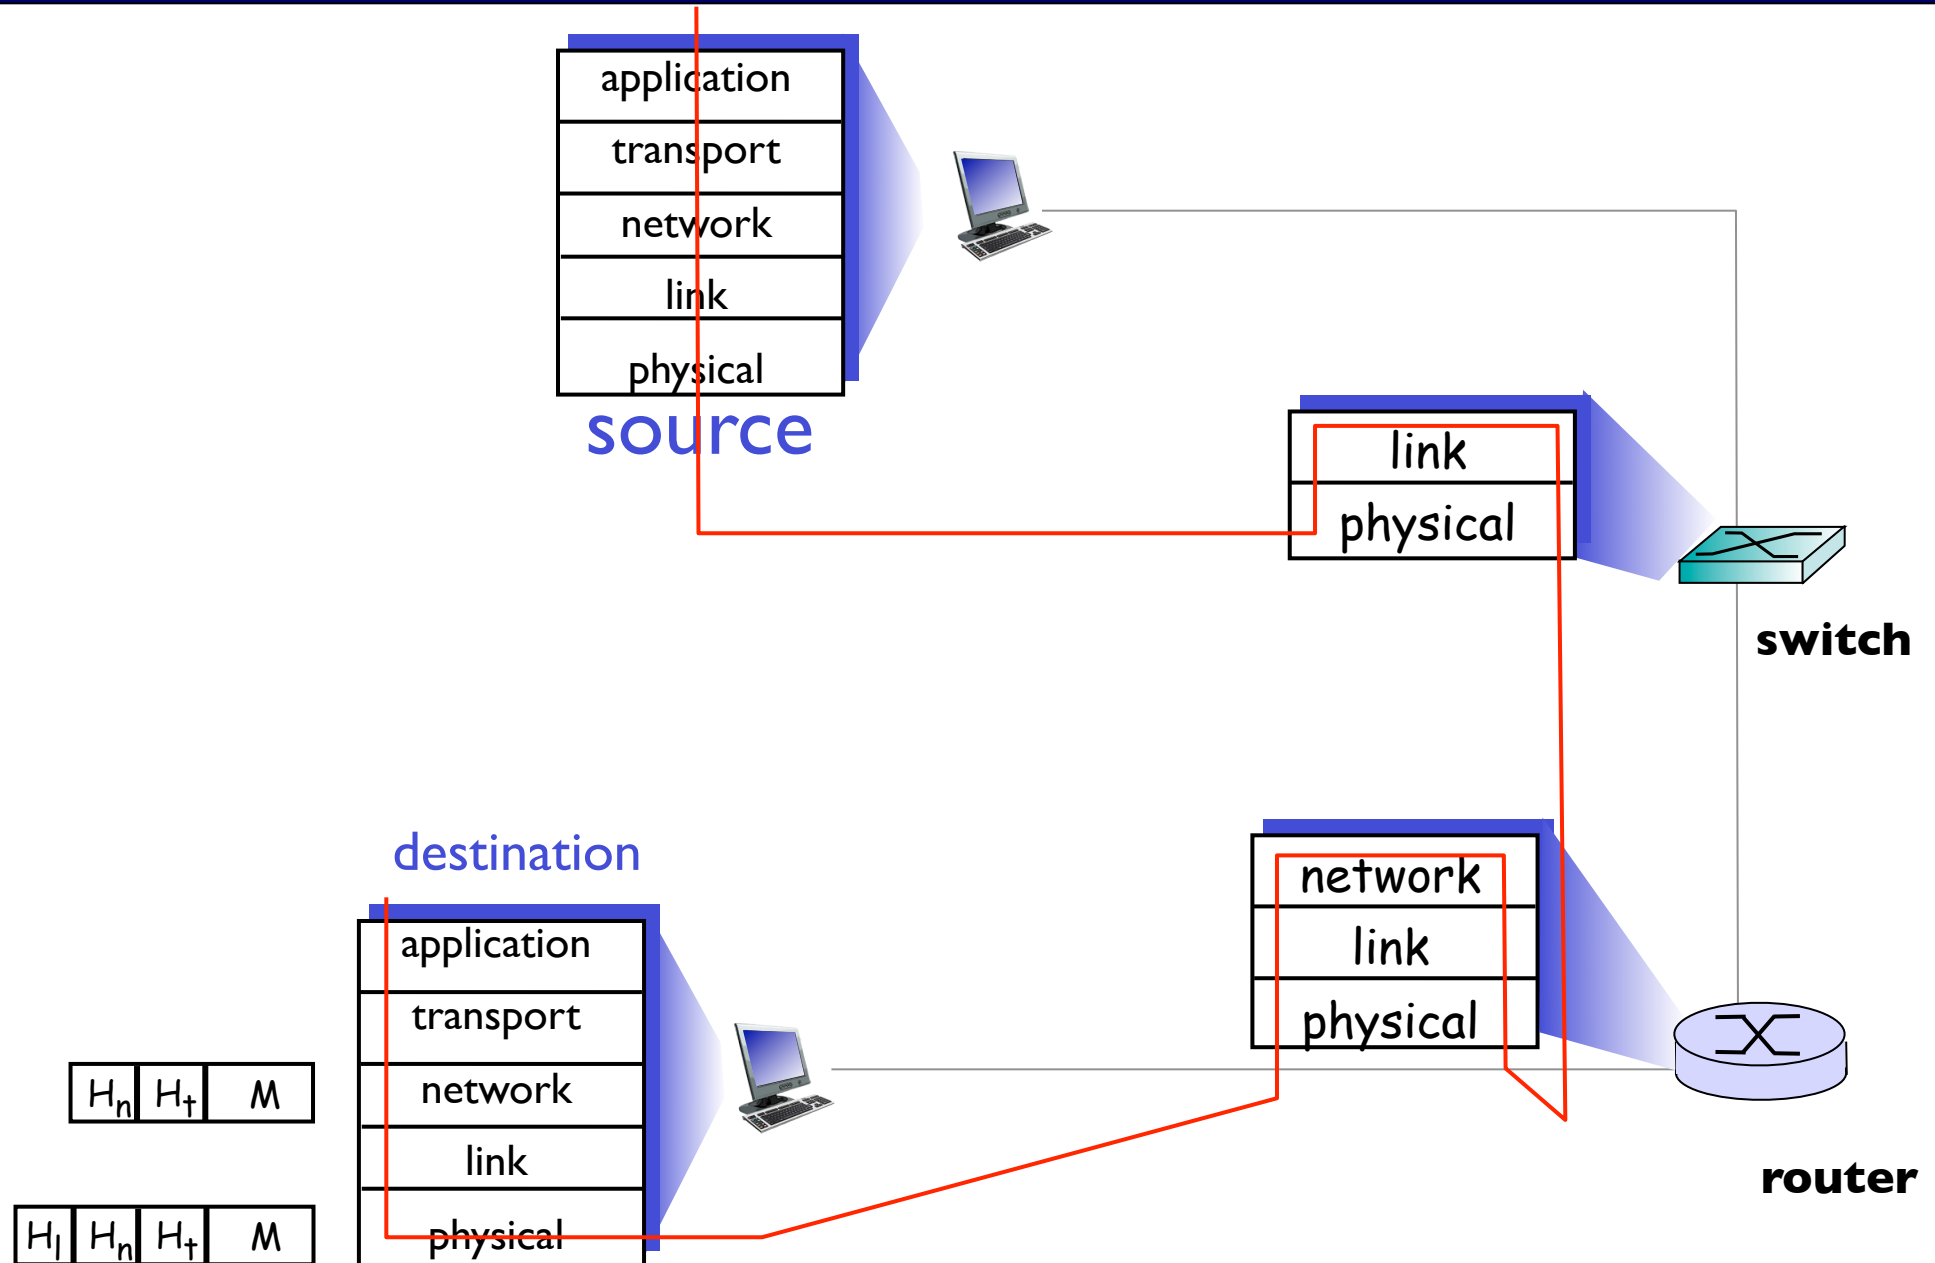 application
transport
network
link
physical
source
link
physical
switch
network
link
physical
router
destination
application
transport
network
link
physical
Hn Ht M
Hl Hn Ht M